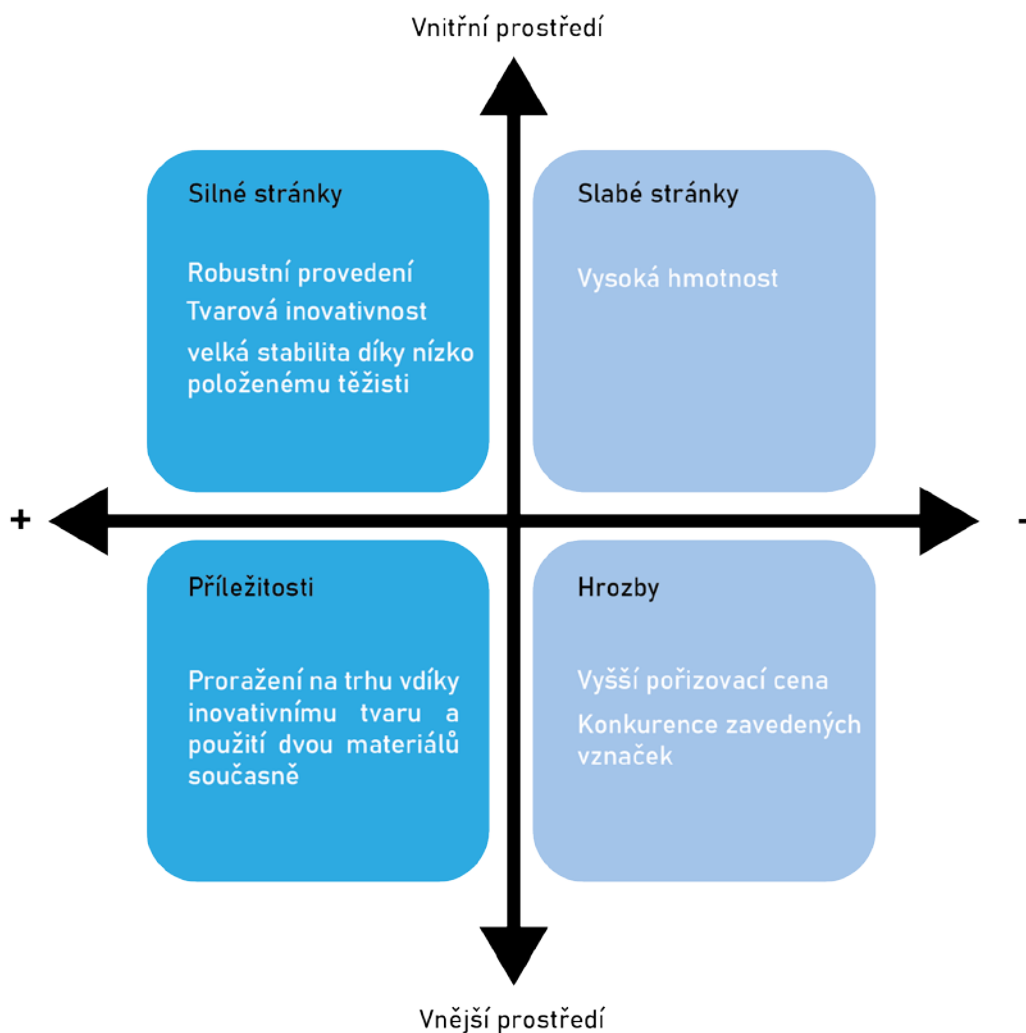 Vnitřní prostředí
Silné stránky
Robustní provedení
Tvarová inovativnost
velká stabilita díky nízko
položenému těžisti
Slabé stránky
Vysoká hmotnost
+
-
Příležitosti
Proražení na trhu vdíky
inovativnímu tvaru a
použití dvou materiálů
současně
Hrozby
Vyšší pořizovací cena
Konkurence zavedených
vznaček
Vnější prostředí